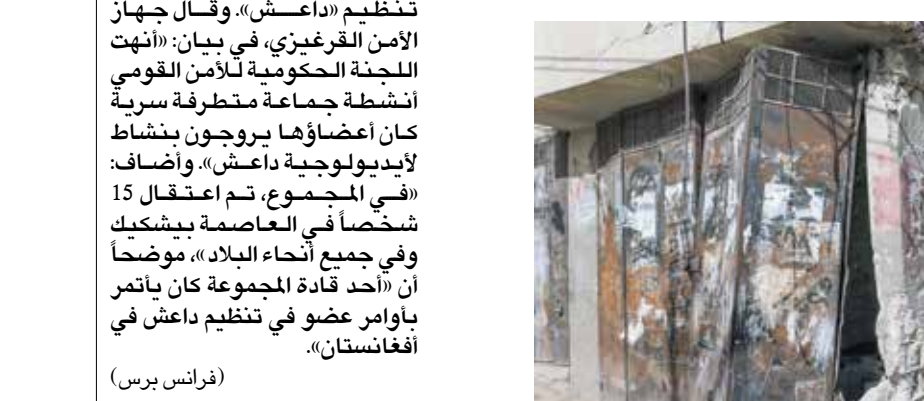 تنظيم «داعش». وقال جهاز
الأمن القرغيزي، في بيان: «أنهت
اللجنة الحكومية للأمن القومي
أنشطة جماعة متطرفة سرية
كان أعضاؤها يروجون بنشاط
لأيديولوجية داعش». وأضاف:
«في المجموع، تم اعتقال 15
شخصاً في العاصمة بيشكيك
وفي جميع أنحاء البلاد»، موضحاً
أن «أحد قادة المجموعة كان يأتمر
بأوامر عضو في تنظيم داعش في
أفغانستان».
(فرانس برس)